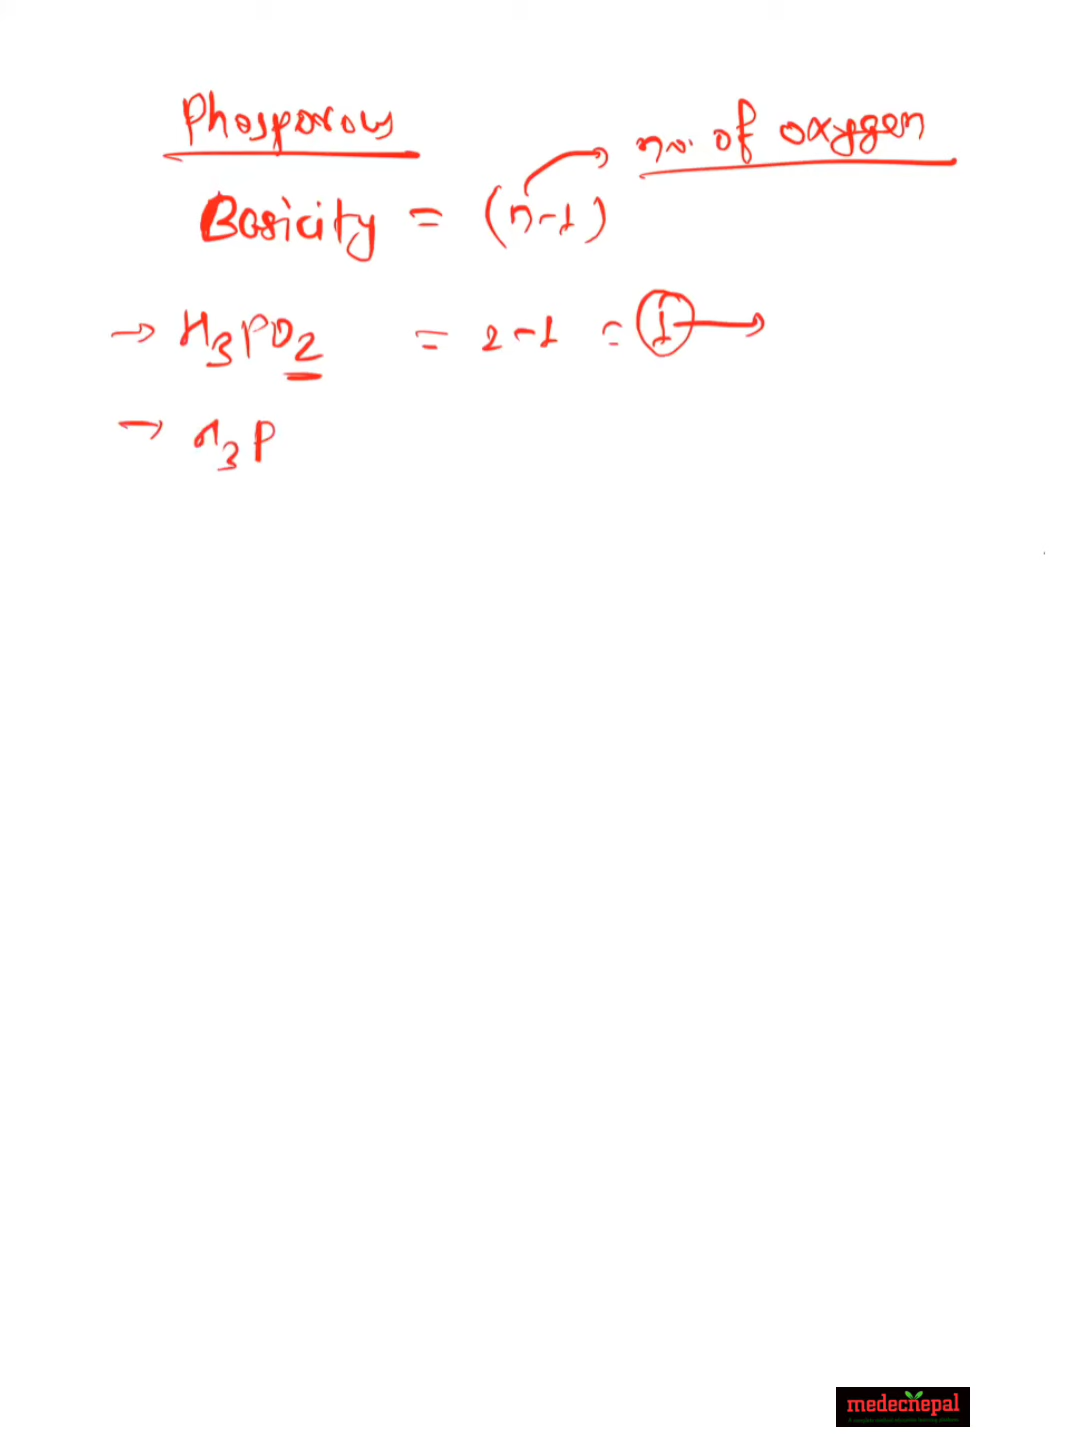 Phosporous
no. of oxygen
Basicity = (n-1)
→ H3PO2 = 2-1 = 1 →
→ H3P
medecnepal